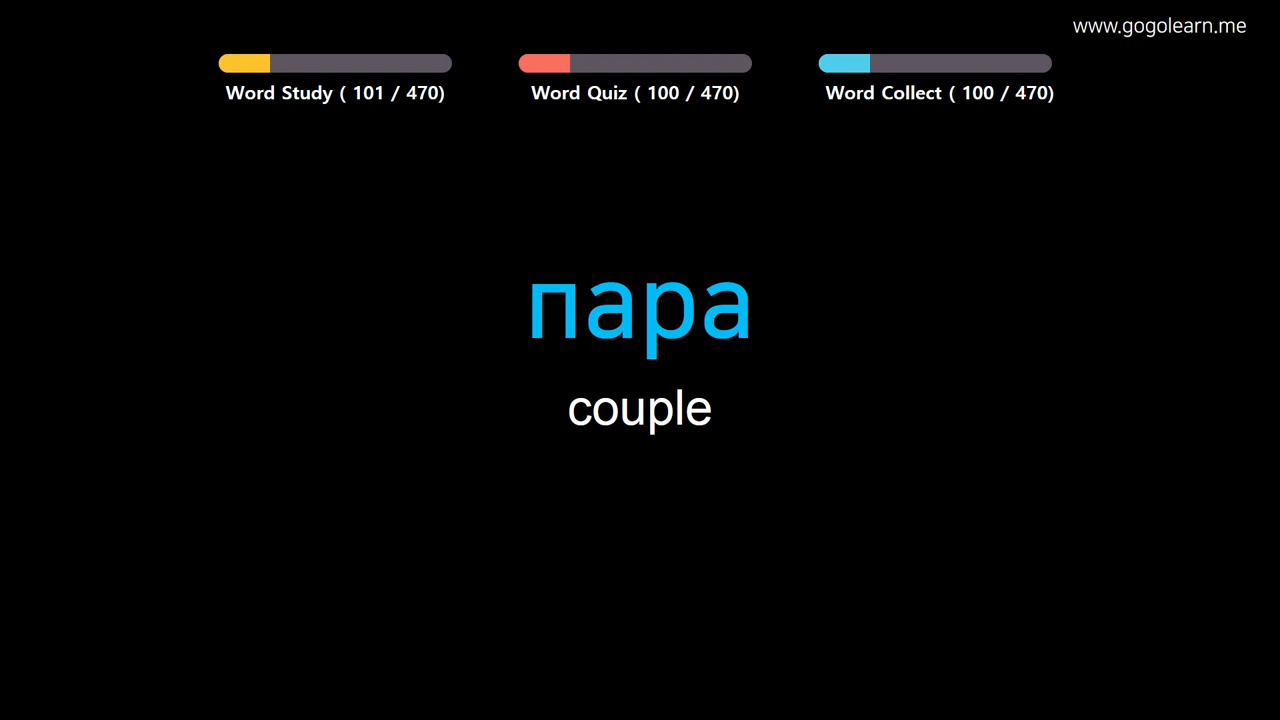 www.gogolearn.me
Word Study ( 101 / 470)
Word Quiz ( 100 / 470)
Word Collect ( 100 / 470)
пара
couple